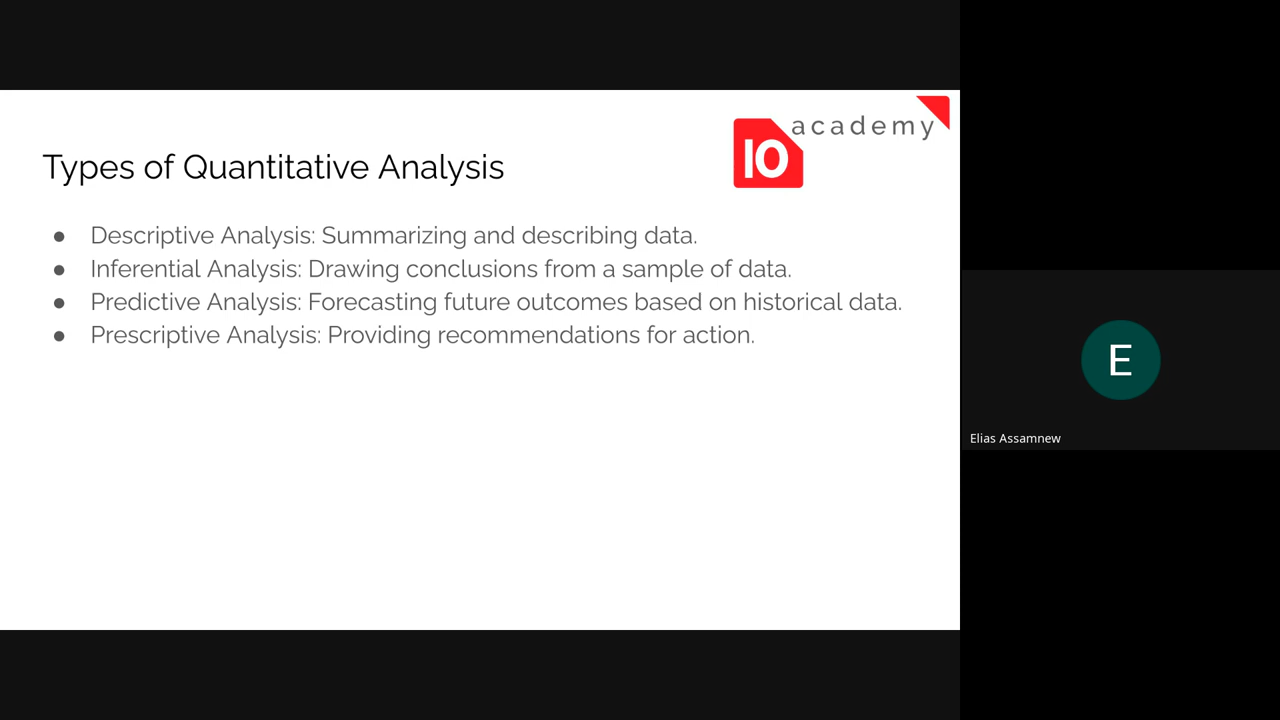 academy
10
Types of Quantitative Analysis
● Descriptive Analysis: Summarizing and describing data.
● Inferential Analysis: Drawing conclusions from a sample of data.
● Predictive Analysis: Forecasting future outcomes based on historical data.
● Prescriptive Analysis: Providing recommendations for action.
E
Elias Assamnew